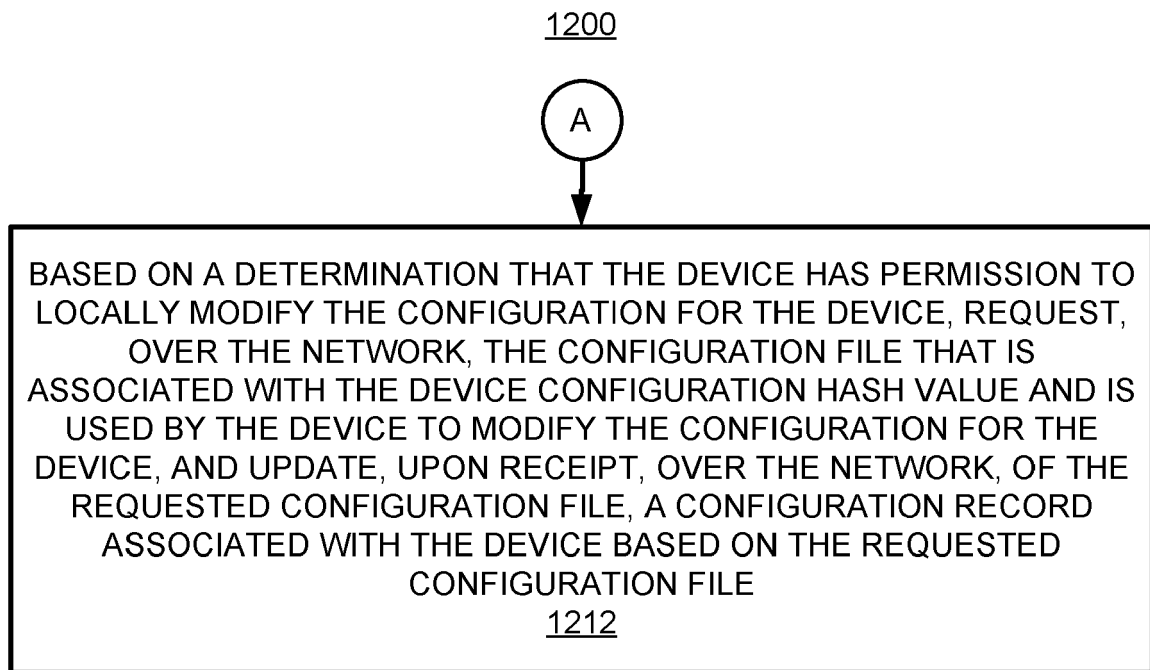 1200
A
BASED ON A DETERMINATION THAT THE DEVICE HAS PERMISSION TO
LOCALLY MODIFY THE CONFIGURATION FOR THE DEVICE, REQUEST,
OVER THE NETWORK, THE CONFIGURATION FILE THAT IS
ASSOCIATED WITH THE DEVICE CONFIGURATION HASH VALUE AND IS
USED BY THE DEVICE TO MODIFY THE CONFIGURATION FOR THE
DEVICE, AND UPDATE, UPON RECEIPT, OVER THE NETWORK, OF THE
REQUESTED CONFIGURATION FILE, A CONFIGURATION RECORD
ASSOCIATED WITH THE DEVICE BASED ON THE REQUESTED
CONFIGURATION FILE
1212